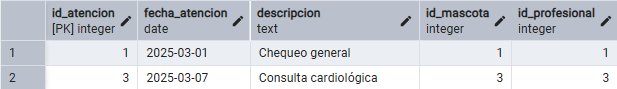 id_atencion fecha_atencion descripcion id_mascota id_profesional
[PK] integer date text integer integer
1 1 2025-03-01 Chequeo general 1 1
2 3 2025-03-07 Consulta cardiológica 3 3